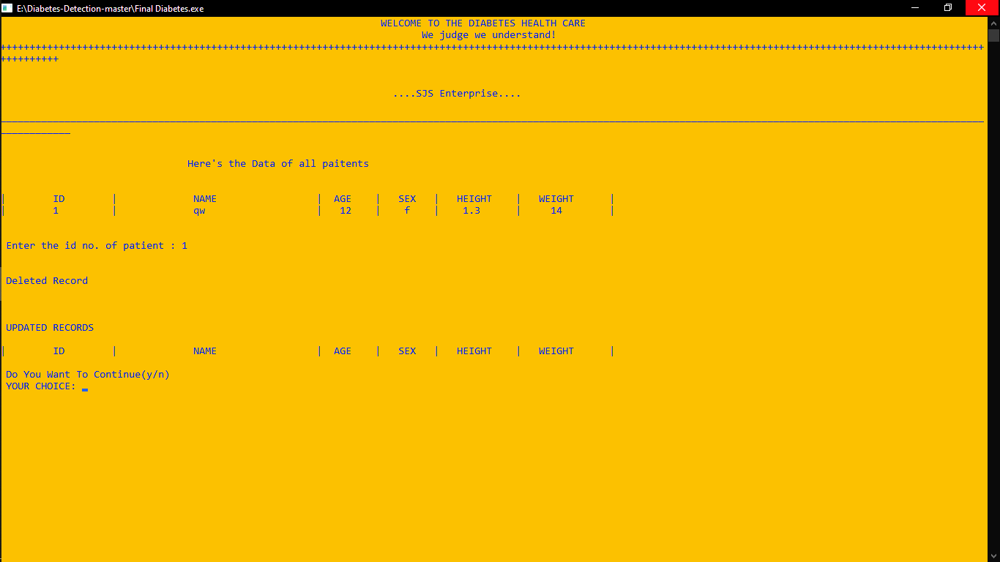 E:\Diabetes-Detection-master\Final Diabetes.exe
WELCOME TO THE DIABETES HEALTH CARE
We judge we understand!
++++++++++++++++++++++++++++++++++++++++++++++++++++++++++++++++++++++++++++++++++++++++++++++++++++++++++++++++++++++++++++++++++++++++++++++++++++++++++++++++++++++++
++++++++++
....SJS Enterprise....
________________________________________________________________________________________________________________________________________________________________________
____________
Here's the Data of all paitents
| ID | NAME | AGE | SEX | HEIGHT | WEIGHT |
| 1 | qw | 12 | f | 1.3 | 14 |
Enter the id no. of patient : 1
Deleted Record
UPDATED RECORDS
| ID | NAME | AGE | SEX | HEIGHT | WEIGHT |
Do You Want To Continue(y/n)
YOUR CHOICE: